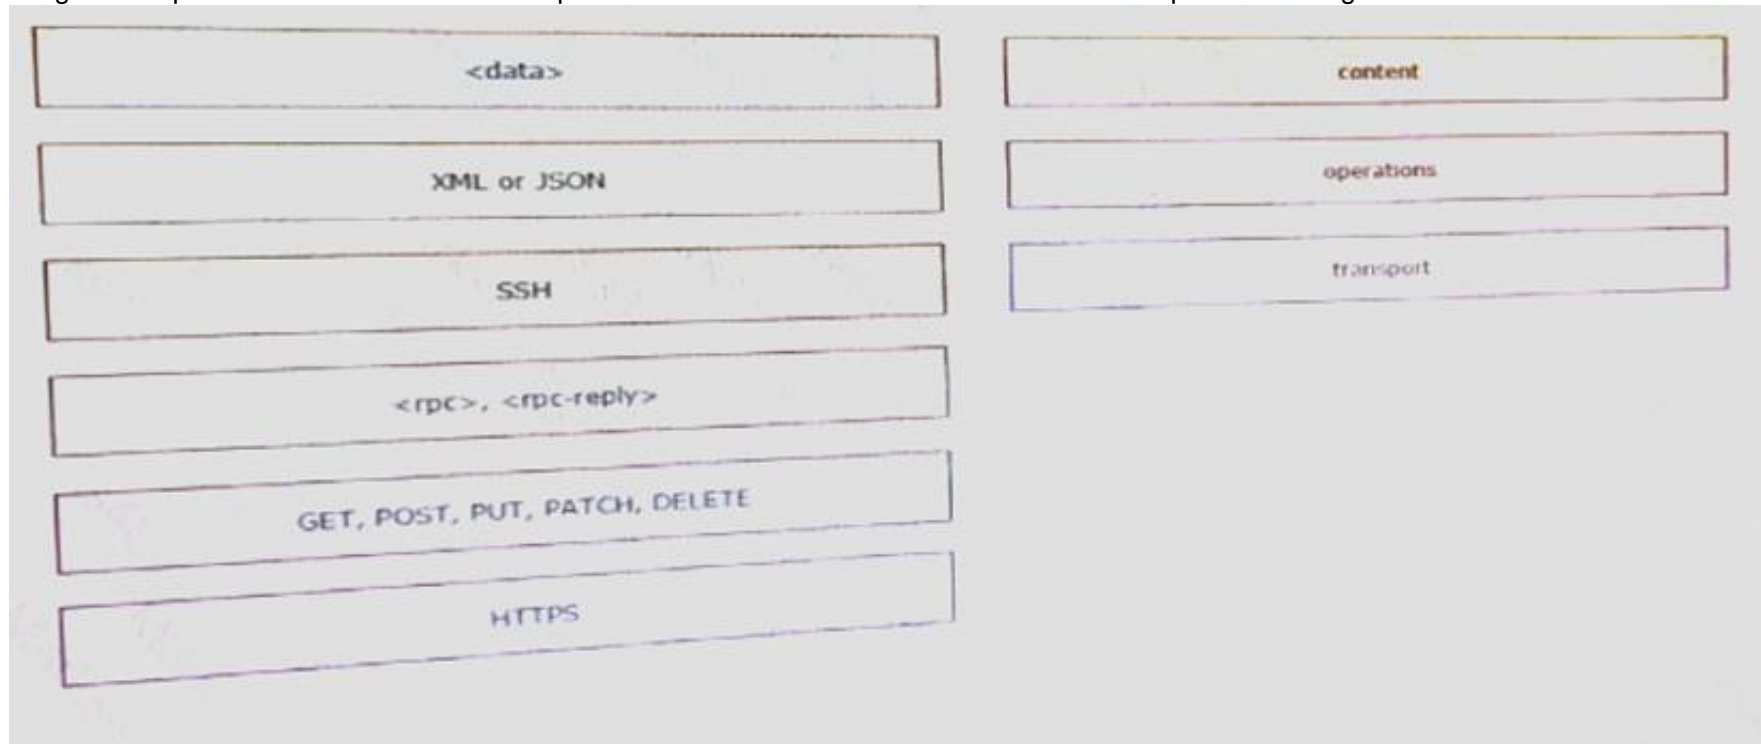 <data>
XML or JSON
SSH
<rpc>, <rpc-reply>
GET, POST, PUT, PATCH, DELETE
HTTPS
content
operations
transport